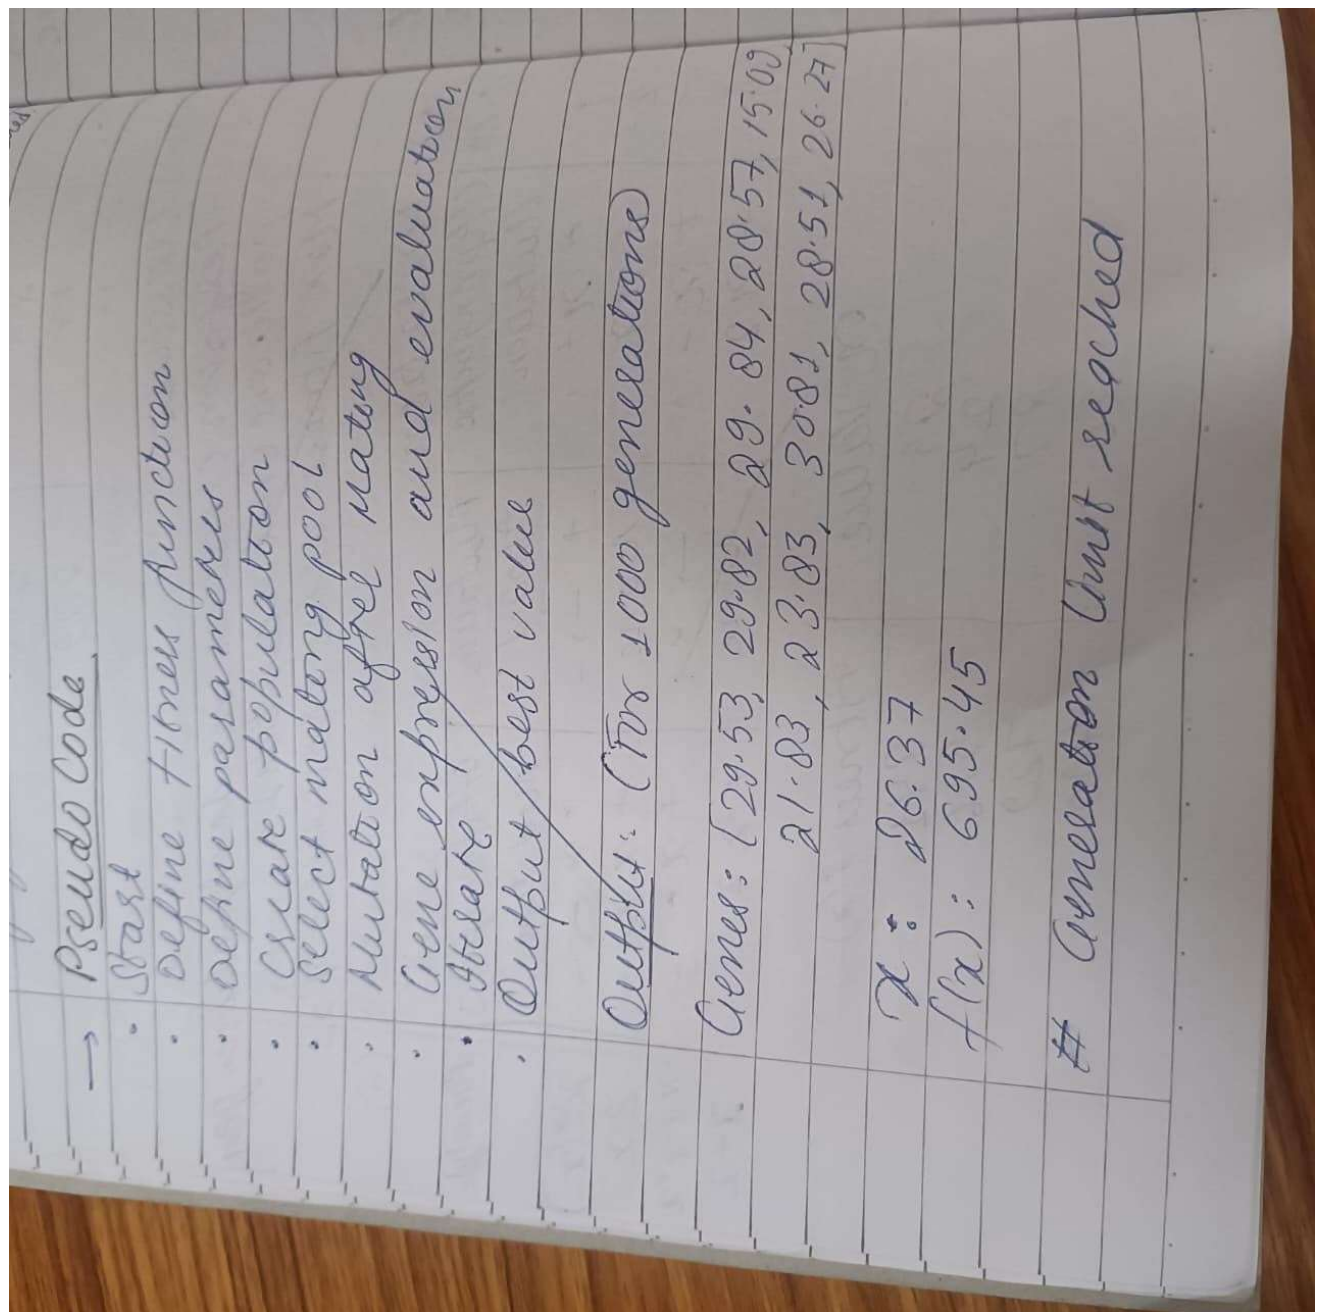 → Pseudo Code
• Start
• Define fitness function
• Define parameters
• Create population
• Select mating pool
• Mutation after mating
• Gene expression and evaluation
• Iterate
• Output best value
Output: (For 1000 generations)
Genes: [29.53, 29.82, 29.84, 28.57, 15.09
21.83, 23.83, 30.81, 28.51, 26.27]
x: 26.37
f(x): 695.45
# Generation limit reached